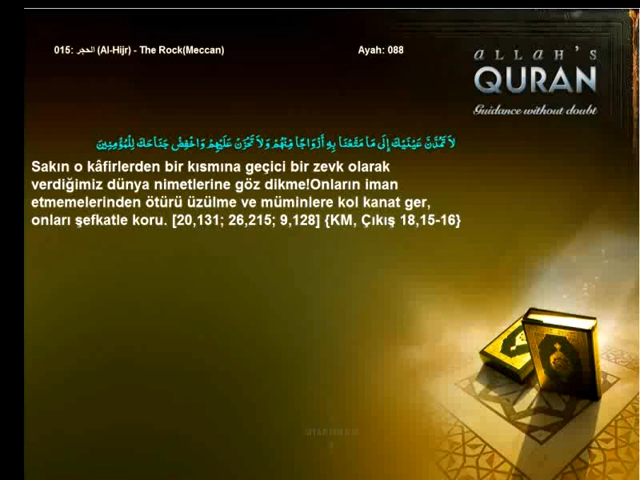 015: الحجر (Al-Hijr) - The Rock(Meccan)
Ayah: 088
ALLAH'S
QURAN
Guidance without doubt
لاَ تَمُدَّنَّ عَيْنَيْكَ إِلَى مَا مَتَّعْنَا بِهِ أَزْوَاجًا مِّنْهُمْ وَلاَ تَحْزَنْ عَلَيْهِمْ وَاخْفِضْ جَنَاحَكَ لِلْمُؤْمِنِينَ
Sakın o kâfirlerden bir kısmına geçici bir zevk olarak
verdiğimiz dünya nimetlerine göz dikme!Onların iman
etmemelerinden ötürü üzülme ve müminlere kol kanat ger,
onları şefkatle koru. [20,131; 26,215; 9,128] {KM, Çıkış 18,15-16}